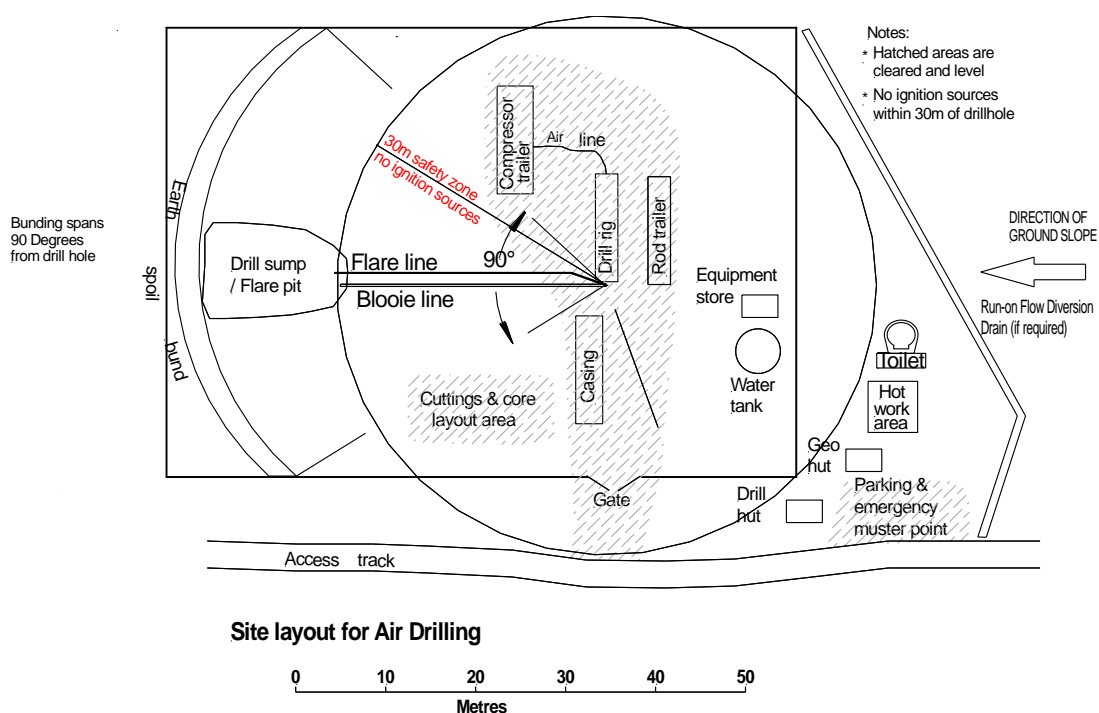 Notes:
* Hatched areas are
cleared and level
* No ignition sources
within 30m of drillhole
Compressor
trailer
Air line
30m safety zone
no ignition sources
Earth
Drill rig
Rod trailer
Bunding spans
90 Degrees
from drill hole
DIRECTION OF
GROUND SLOPE
spoil
Drill sump
/ Flare pit
Flare line
90°
Blooie line
Equipment
store
Run-on Flow Diversion
Drain (if required)
bund
Casing
Water
tank
Toilet
Hot
work
area
Cuttings & core
layout area
Geo
hut
Gate
Drill
hut
Parking &
emergency
muster point
Access track
Site layout for Air Drilling
0 10 20 30 40 50
Metres